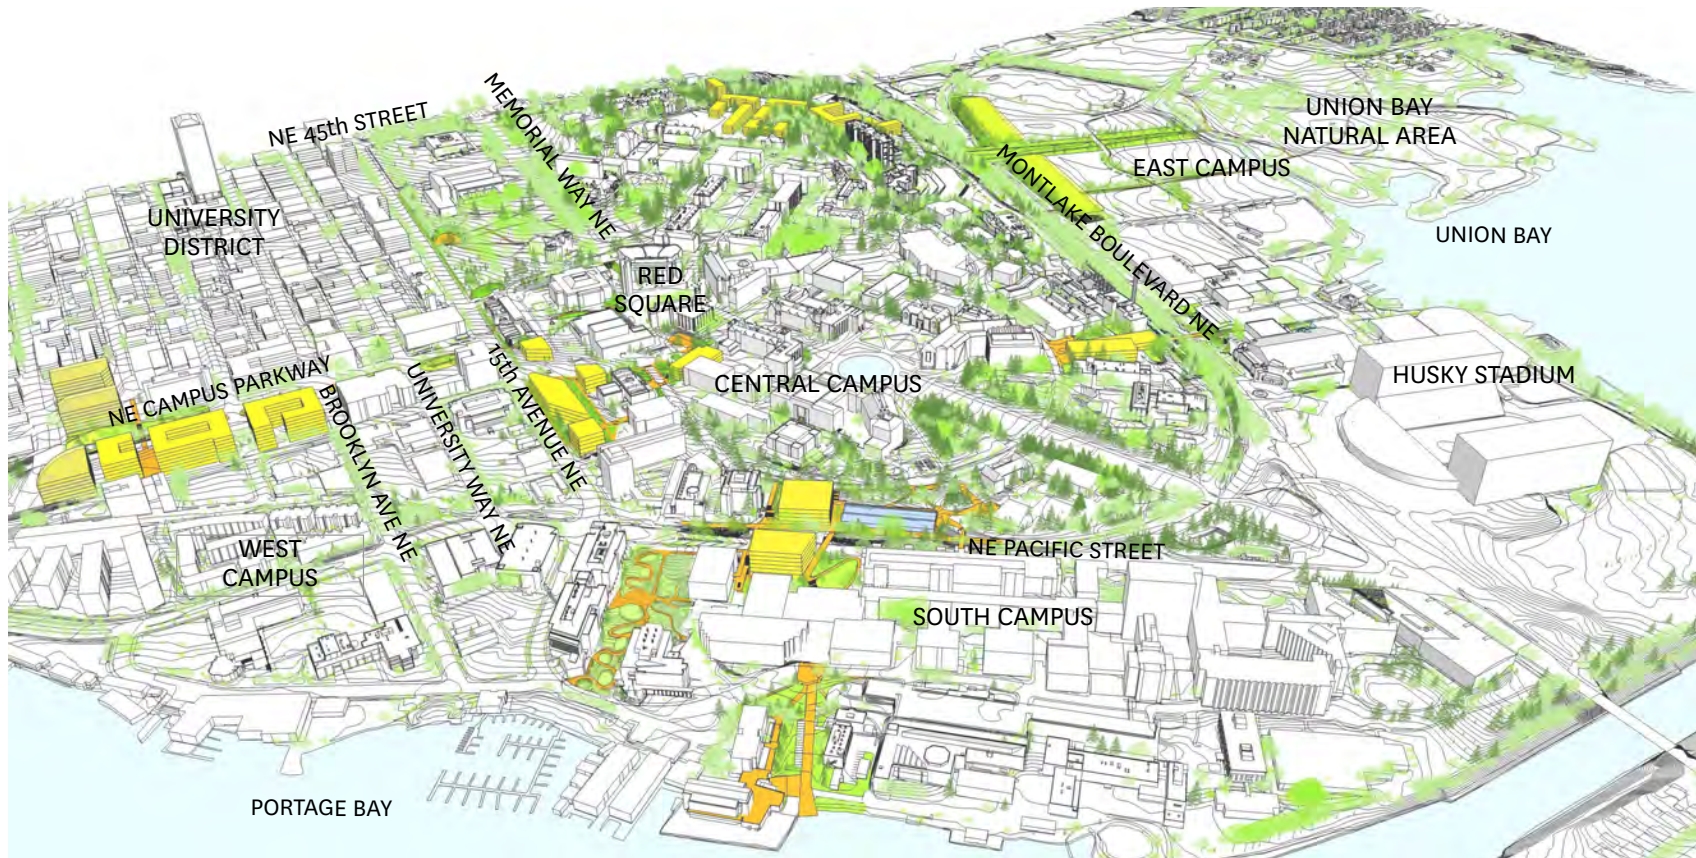 NE 45th STREET
MEMORIAL WAY NE
UNION BAY
NATURAL AREA
EAST CAMPUS
MONTLAKE BOULEVARD NE
UNIVERSITY
DISTRICT
UNION BAY
RED
SQUARE
NE CAMPUS PARKWAY
BROOKLYN AVE NE
UNIVERSITY WAY NE
15th AVENUE NE
CENTRAL CAMPUS
HUSKY STADIUM
WEST
CAMPUS
NE PACIFIC STREET
SOUTH CAMPUS
PORTAGE BAY